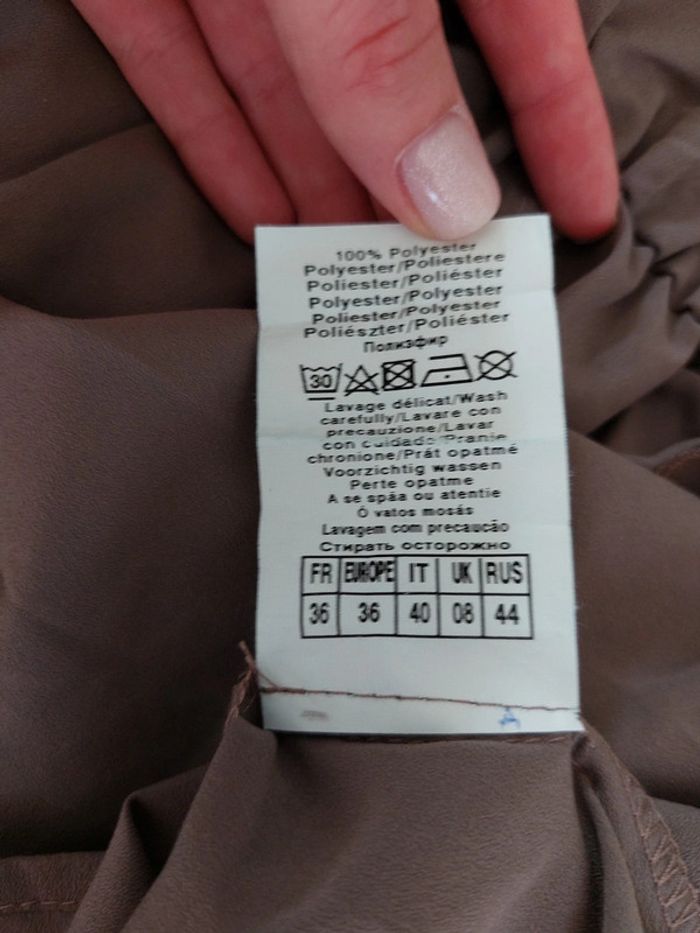 100% Polyester
Polyester/Poliestere
Poliester/Poliéster
Polyester/Polyester
Poliester/Polyester
Poliészter/Poliéster
Полиэфир
30
Lavage délicat/Wash
carefully/Lavare con
precauzione/Lavar
con cuidado/Pranie
chronione/Prát opatmé
Voorzichtig wassen
Perte opatme
A se spáa ou atentie
Ó vatos mosás
Lavagem com precaucão
Стирать осторожно
FR EUROPE IT UK RUS
36 36 40 08 44